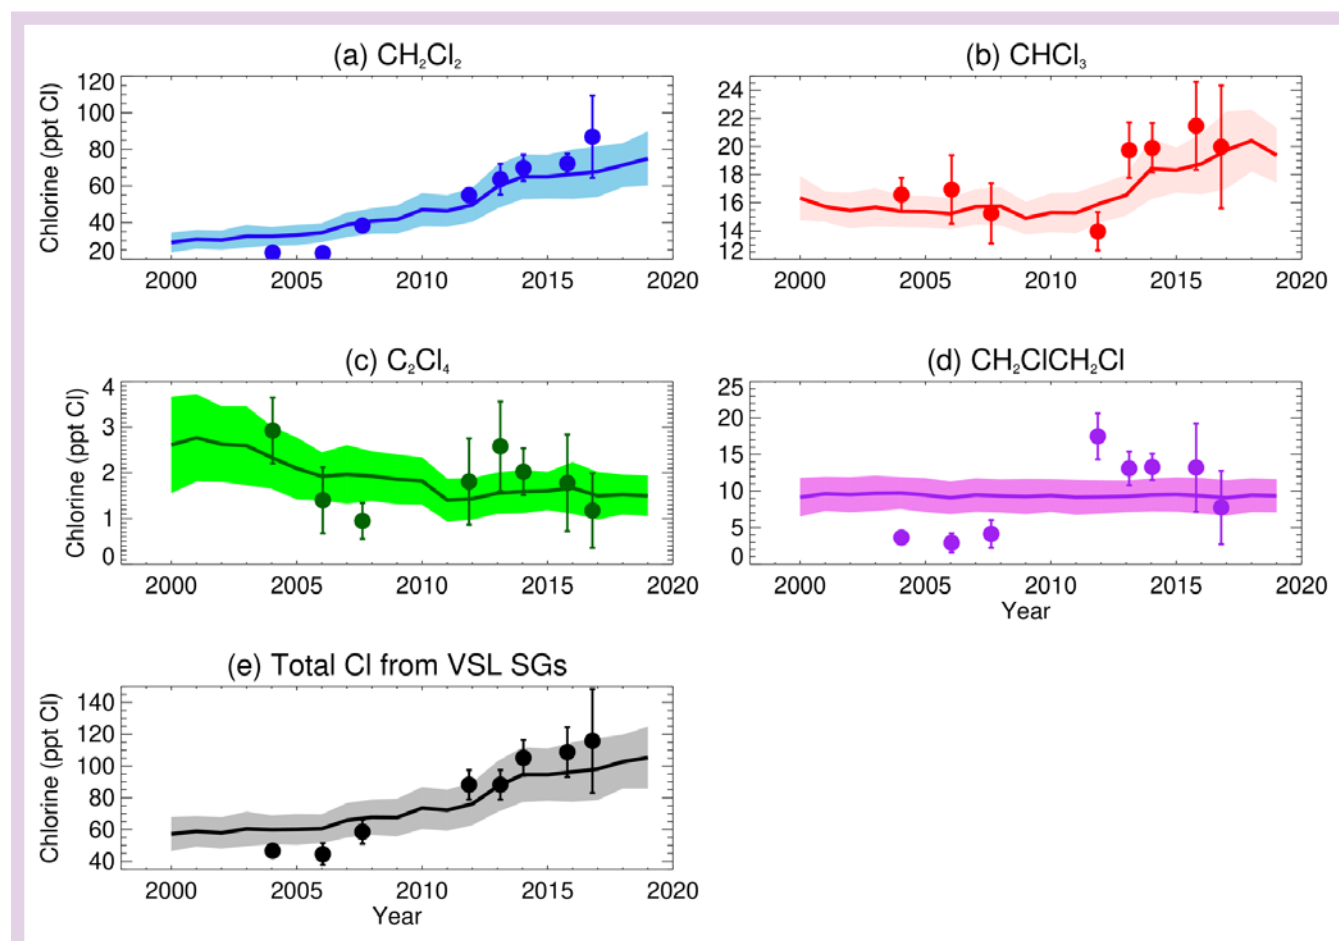 (a) CH₂Cl₂
Chlorine (ppt Cl)
120
100
80
60
40
20
2000 2005 2010 2015 2020
(b) CHCl₃
24
22
20
18
16
14
12
2000 2005 2010 2015 2020
(c) C₂Cl₄
Chlorine (ppt Cl)
4
3
2
1
0
2000 2005 2010 2015 2020
(d) CH₂ClCH₂Cl
25
20
15
10
5
0
2000 2005 2010 2015 2020
Year
(e) Total Cl from VSL SGs
Chlorine (ppt Cl)
140
120
100
80
60
40
2000 2005 2010 2015 2020
Year